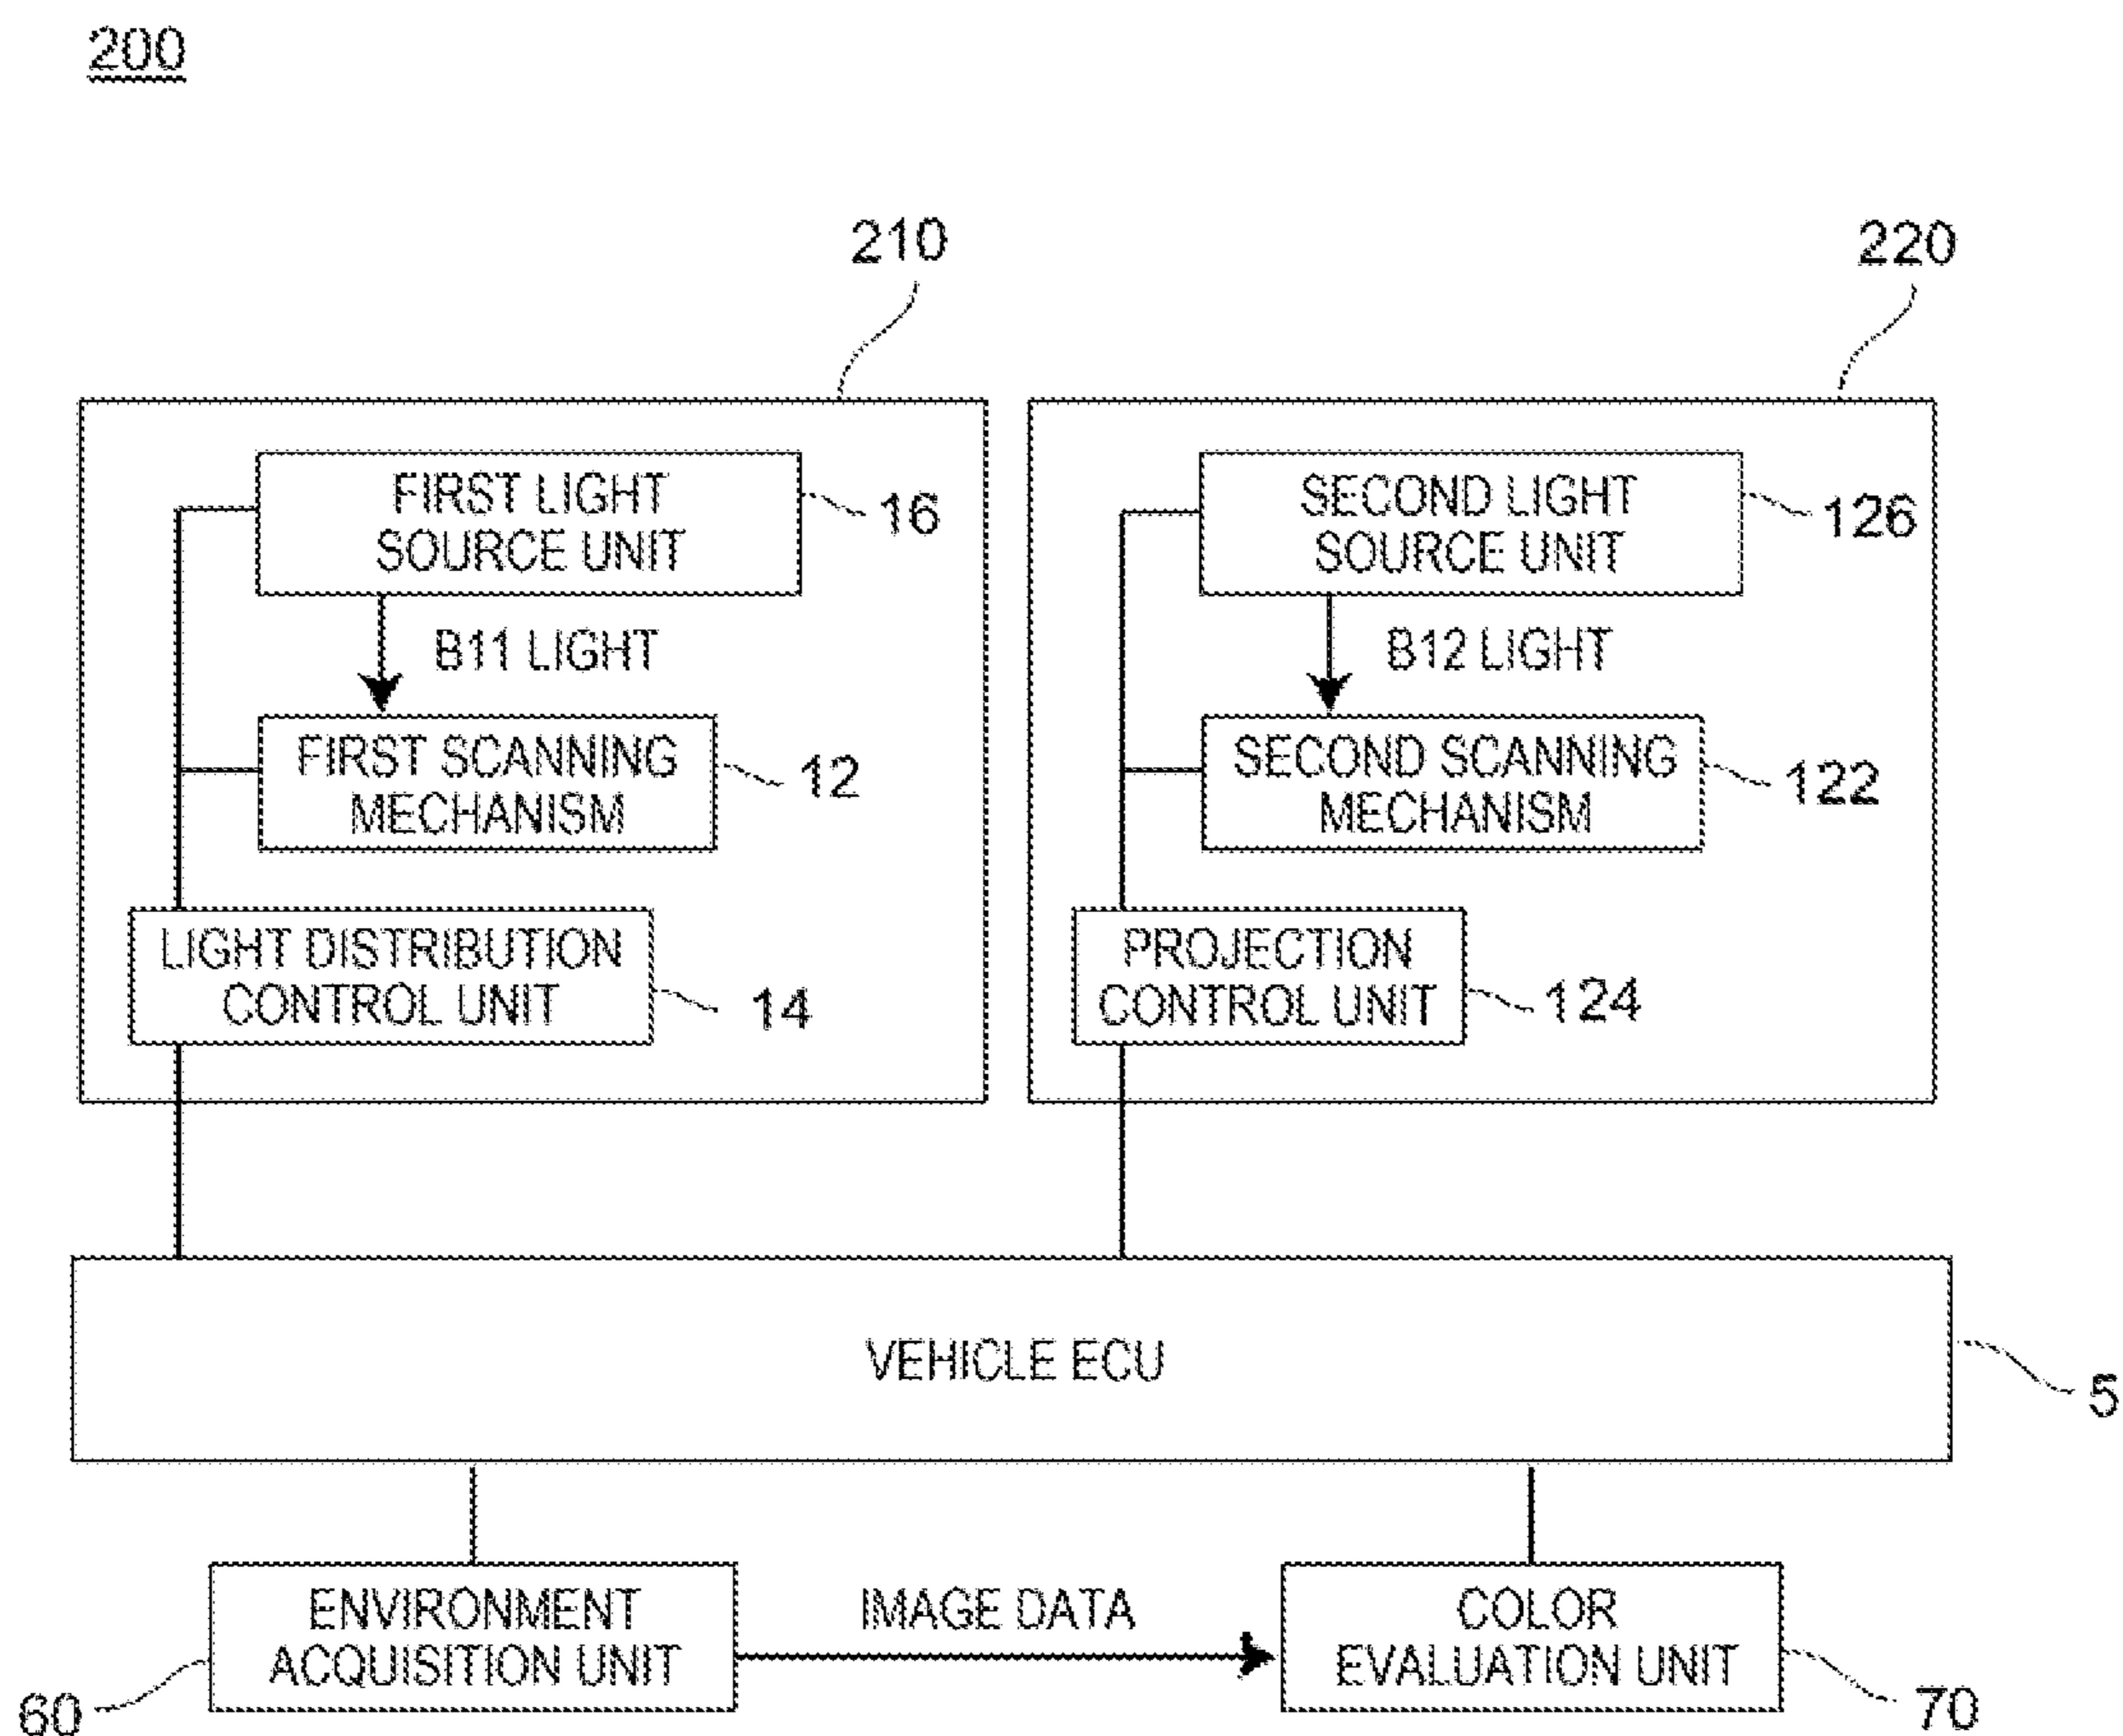 200
210
220
FIRST LIGHT
SOURCE UNIT
16
B11 LIGHT
FIRST SCANNING
MECHANISM
12
LIGHT DISTRIBUTION
CONTROL UNIT
14
SECOND LIGHT
SOURCE UNIT
126
B12 LIGHT
SECOND SCANNING
MECHANISM
122
PROJECTION
CONTROL UNIT
124
VEHICLE ECU
5
ENVIRONMENT
ACQUISITION UNIT
60
IMAGE DATA
COLOR
EVALUATION UNIT
70